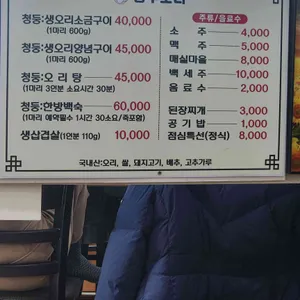 청둥:생오리소금구이 40,000
(1마리 600g)
청둥:생오리양념구이 45,000
(1마리 600g)
청둥:오리탕 45,000
(1마리 3인분 소요시간 30분)
청둥:한방백숙 60,000
(1마리 예약필수 1시간 30소요/죽포함)
생삼겹살(1인분 110g) 10,000
주류/음료수
소 주 4,000
맥 주 5,000
매실마을 8,000
백세주 10,000
음료수 2,000
된장찌개 3,000
공기밥 1,000
점심특선(정식) 8,000
국내산:오리, 쌀, 돼지고기, 배추, 고추가루